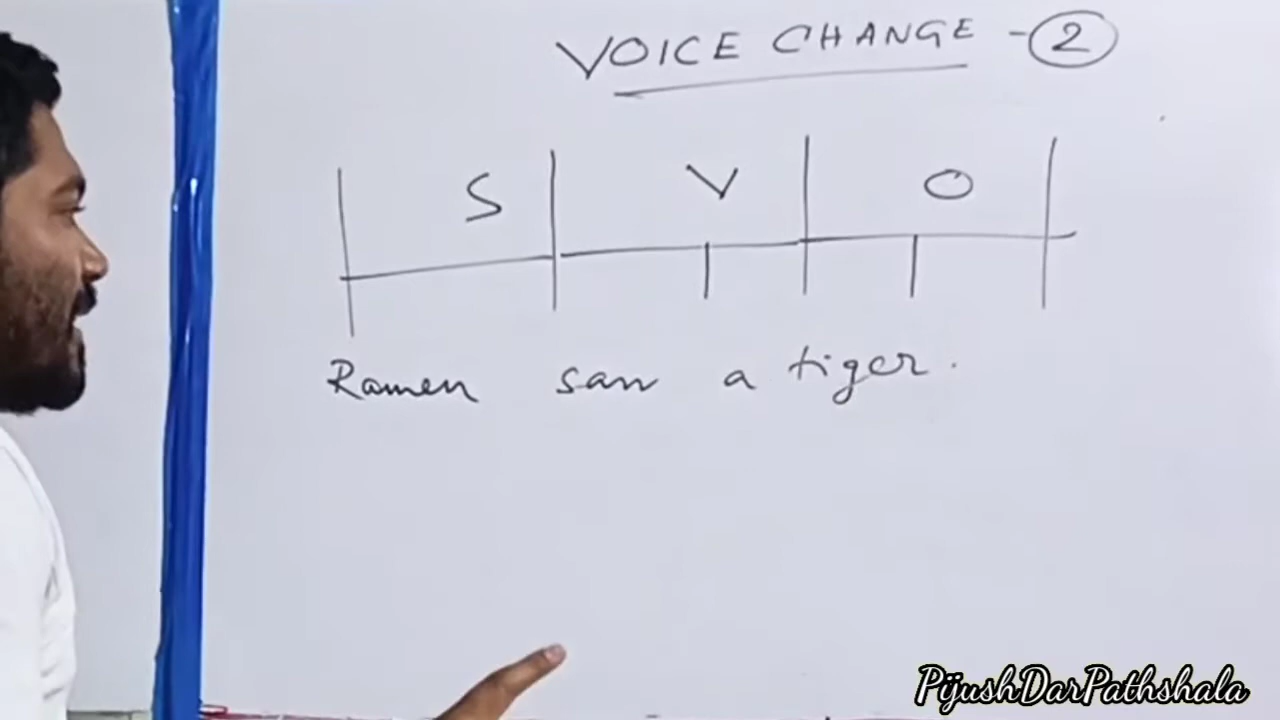 VOICE CHANGE - 2
S V O
Ramen saw a tiger.
PijushDarPathshala